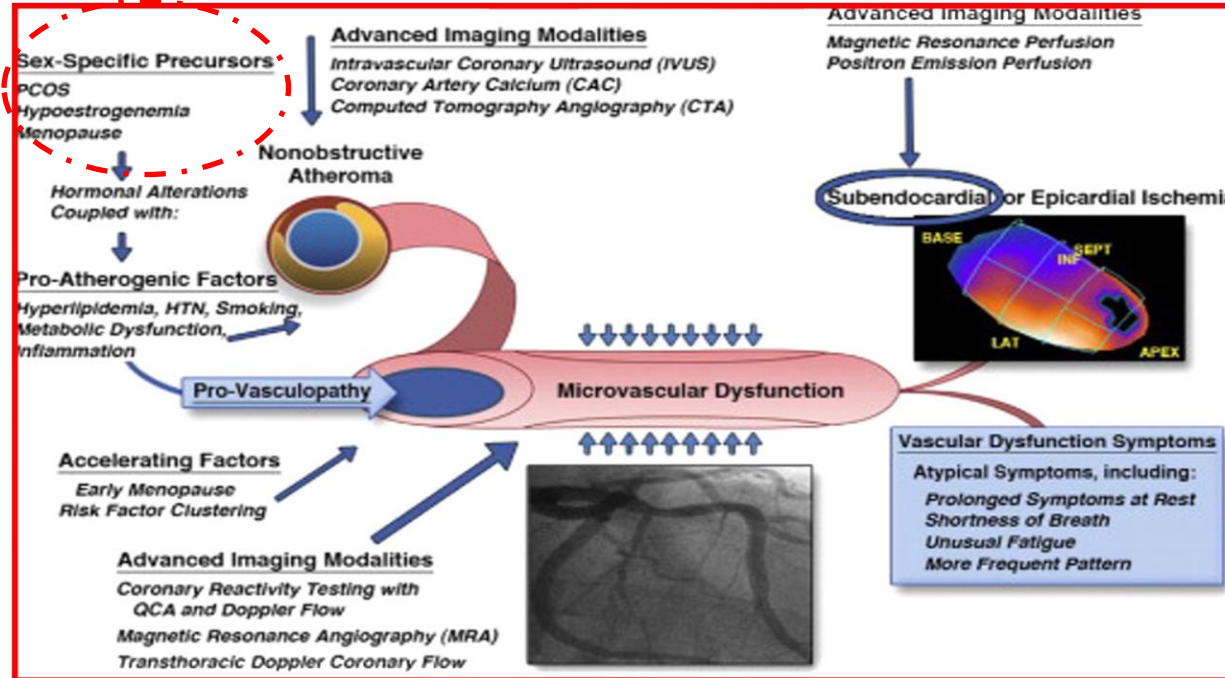 Sex-Specific Precursors
PCOS
Hypoestrogenemia
Menopause
Hormonal Alterations
Coupled with:
Pro-Atherogenic Factors
Hyperlipidemia, HTN, Smoking,
Metabolic Dysfunction,
Inflammation
Advanced Imaging Modalities
Intravascular Coronary Ultrasound (IVUS)
Coronary Artery Calcium (CAC)
Computed Tomography Angiography (CTA)
Nonobstructive
Atheroma
Advanced Imaging Modalities
Magnetic Resonance Perfusion
Positron Emission Perfusion
Subendocardial or Epicardial Ischemia
BASE
SEPT
INF
LAT
APEX
Pro-Vasculopathy
Microvascular Dysfunction
Accelerating Factors
Early Menopause
Risk Factor Clustering
Advanced Imaging Modalities
Coronary Reactivity Testing with
QCA and Doppler Flow
Magnetic Resonance Angiography (MRA)
Transthoracic Doppler Coronary Flow
Vascular Dysfunction Symptoms
Atypical Symptoms, including:
Prolonged Symptoms at Rest
Shortness of Breath
Unusual Fatigue
More Frequent Pattern